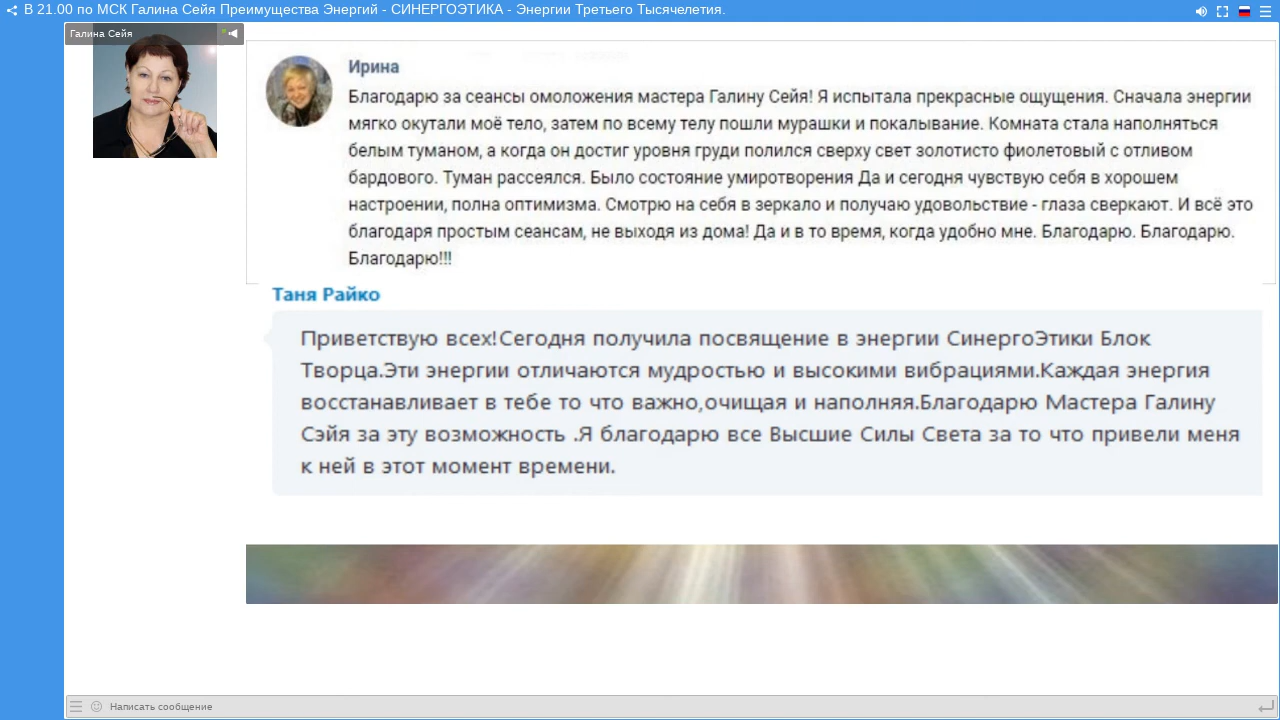 В 21.00 по МСК Галина Сейя Преимущества Энергий - СИНЕРГОЭТИКА - Энергии Третьего Тысячелетия.
Галина Сейя
Ирина
Благодарю за сеансы омоложения мастера Галину Сейя! Я испытала прекрасные ощущения. Сначала энергии
мягко окутали моё тело, затем по всему телу пошли мурашки и покалывание. Комната стала наполняться
белым туманом, а когда он достиг уровня груди полился сверху свет золотисто фиолетовый с отливом
бардового. Туман рассеялся. Было состояние умиротворения Да и сегодня чувствую себя в хорошем
настроении, полна оптимизма. Смотрю на себя в зеркало и получаю удовольствие - глаза сверкают. И всё это
благодаря простым сеансам, не выходя из дома! Да и в то время, когда удобно мне. Благодарю. Благодарю.
Благодарю!!!
Таня Райко
Приветствую всех!Сегодня получила посвящение в энергии СинергоЭтики Блок
Творца.Эти энергии отличаются мудростью и высокими вибрациями.Каждая энергия
восстанавливает в тебе то что важно,очищая и наполняя.Благодарю Мастера Галину
Сэйя за эту возможность .Я благодарю все Высшие Силы Света за то что привели меня
к ней в этот момент времени.
Написать сообщение